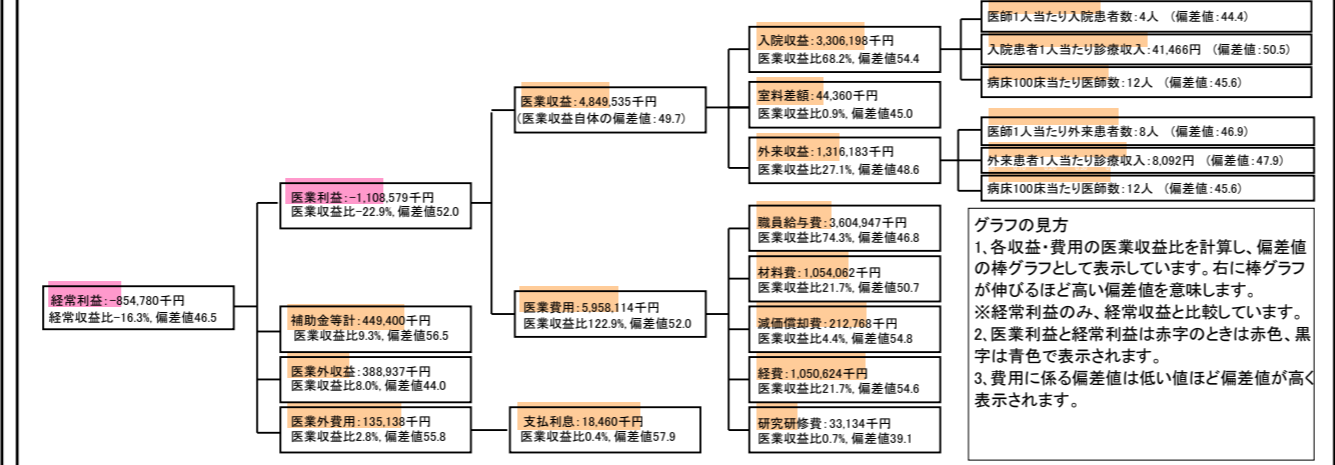 経常利益:-854,780千円
経常収比-16.3%, 偏差値46.5
医業利益:-1,108,579千円
医業収益比-22.9%, 偏差値52.0
補助金等計:449,400千円
医業収益比9.3%, 偏差値56.5
医業外収益:388,937千円
医業収益比8.0%, 偏差値44.0
医業外費用:135,138千円
医業収益比2.8%, 偏差値55.8
医業収益:4,849,535千円
(医業収益自体の偏差値:49.7)
医業費用:5,958,114千円
医業収益比122.9%, 偏差値52.0
支払利息:18,460千円
医業収益比0.4%, 偏差値57.9
入院収益:3,306,198千円
医業収益比68.2%, 偏差値54.4
室料差額:44,360千円
医業収益比0.9%, 偏差値45.0
外来収益:1,316,183千円
医業収益比27.1%, 偏差値48.6
職員給与費:3,604,947千円
医業収益比74.3%, 偏差値46.8
材料費:1,054,062千円
医業収益比21.7%, 偏差値50.7
減価償却費:212,768千円
医業収益比4.4%, 偏差値54.8
経費:1,050,624千円
医業収益比21.7%, 偏差値54.6
研究研修費:33,134千円
医業収益比0.7%, 偏差値39.1
医師1人当たり入院患者数:4人 (偏差値:44.4)
入院患者1人当たり診療収入:41,466円 (偏差値:50.5)
病床100床当たり医師数:12人 (偏差値:45.6)
医師1人当たり外来患者数:8人 (偏差値:46.9)
外来患者1人当たり診療収入:8,092円 (偏差値:47.9)
病床100床当たり医師数:12人 (偏差値:45.6)
グラフの見方
1、各収益・費用の医業収益比を計算し、偏差値
の棒グラフとして表示しています。右に棒グラフ
が伸びるほど高い偏差値を意味します。
※経常利益のみ、経常収益と比較しています。
2、医業利益と経常利益は赤字のときは赤色、黒
字は青色で表示されます。
3、費用に係る偏差値は低い値ほど偏差値が高く
表示されます。